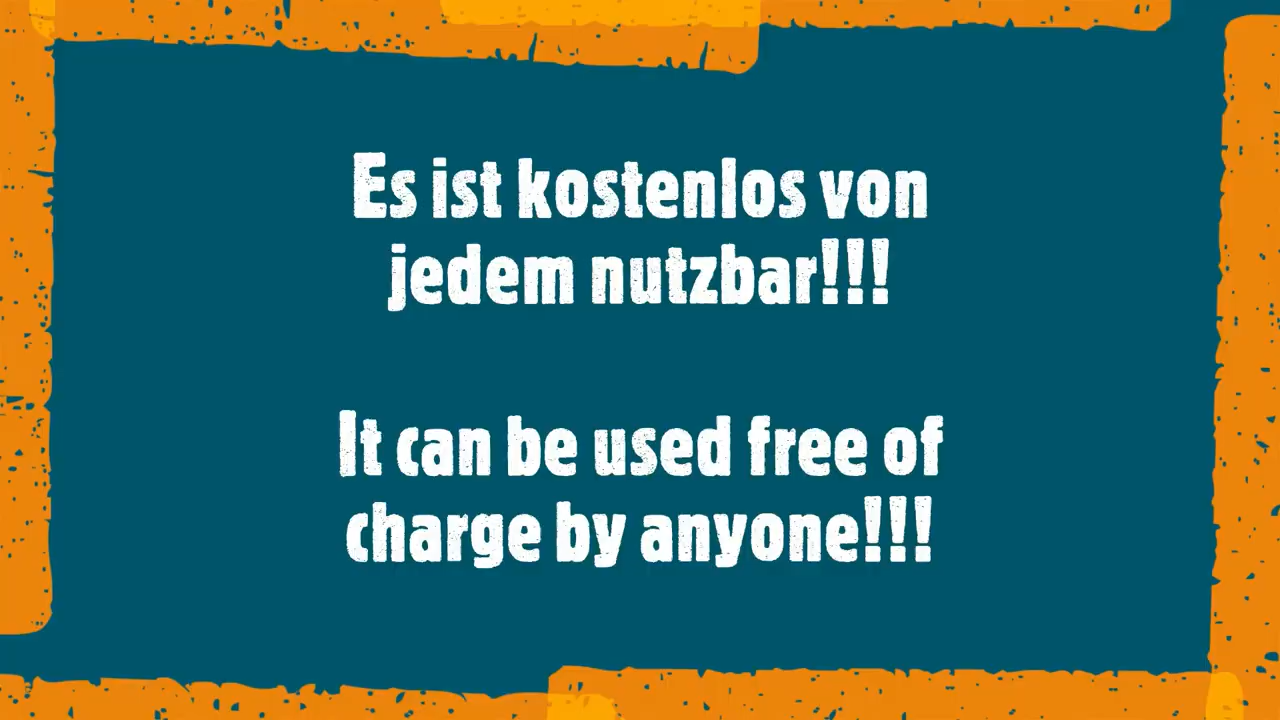 Es ist kostenlos von
jedem nutzbar!!!
It can be used free of
charge by anyone!!!